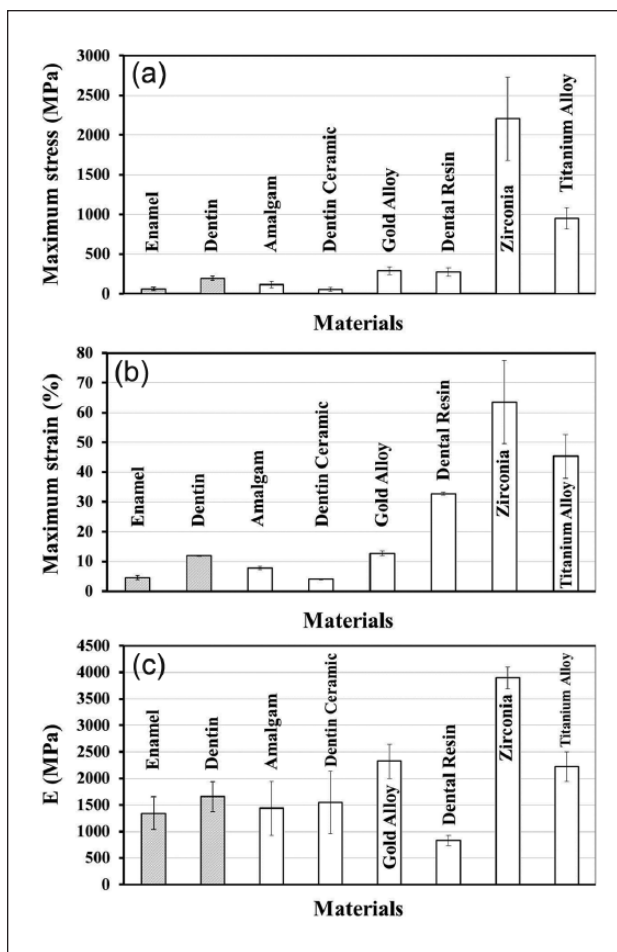 (a)
Maximum stress (MPa)
3000
2500
2000
1500
1000
500
0
Enamel
Dentin
Amalgam
Dentin Ceramic
Gold Alloy
Dental Resin
Zirconia
Titanium Alloy
Materials
(b)
Maximum strain (%)
80
70
60
50
40
30
20
10
0
Enamel
Dentin
Amalgam
Dentin Ceramic
Gold Alloy
Dental Resin
Zirconia
Titanium Alloy
Materials
(c)
E (MPa)
4500
4000
3500
3000
2500
2000
1500
1000
500
0
Enamel
Dentin
Amalgam
Dentin Ceramic
Gold Alloy
Dental Resin
Zirconia
Titanium Alloy
Materials